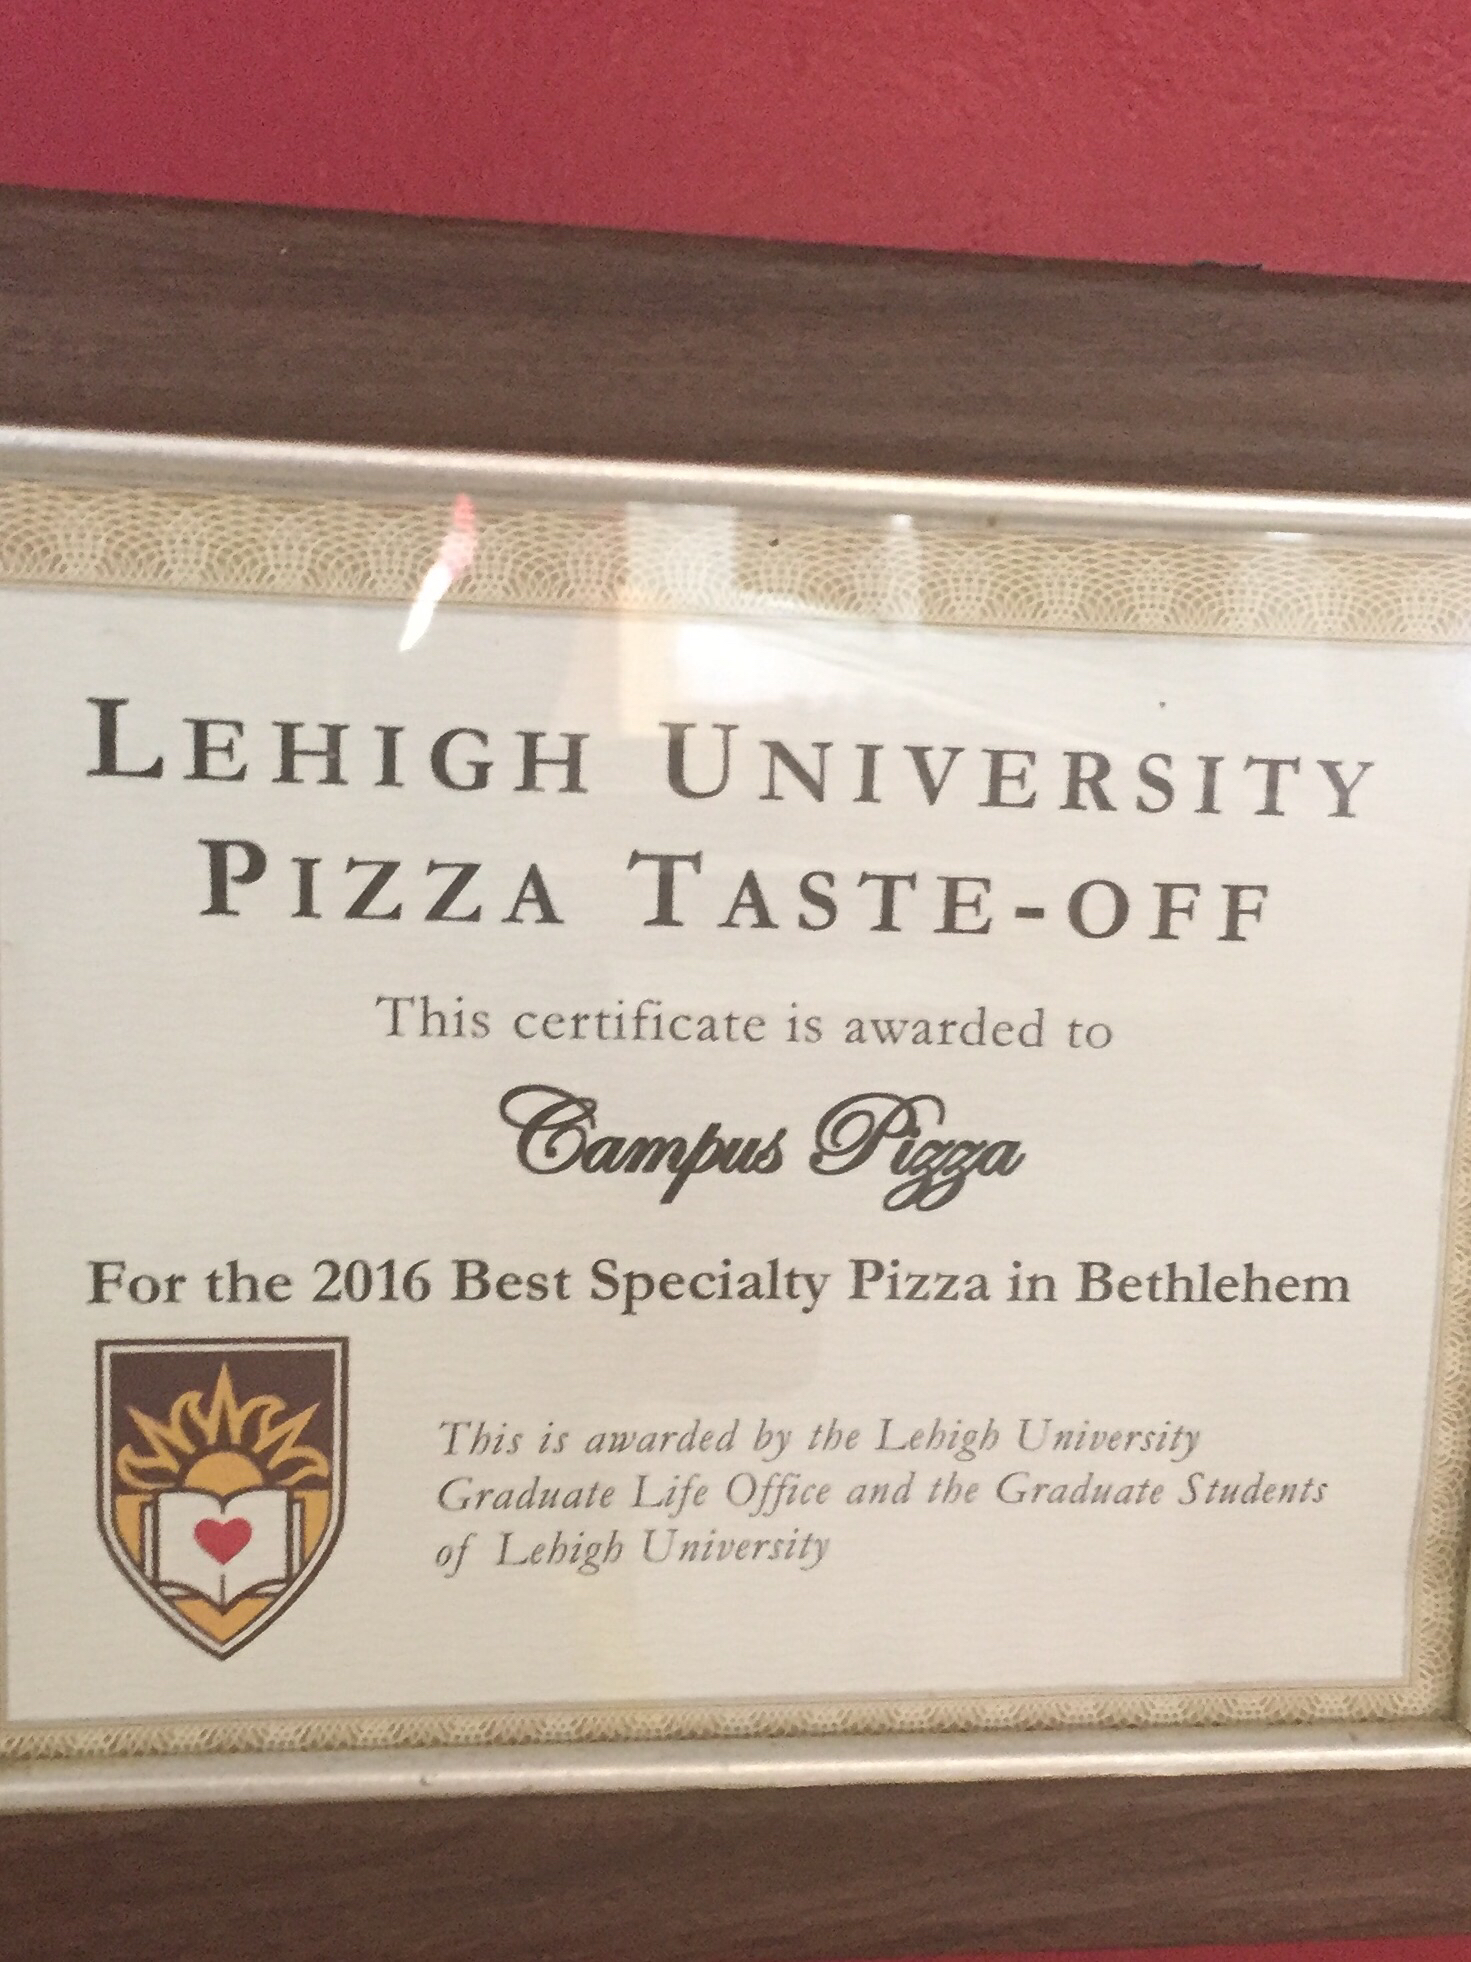 LEHIGH UNIVERSITY
PIZZA TASTE-OFF
This certificate is awarded to
Campus Pizza
For the 2016 Best Specialty Pizza in Bethlehem
This is awarded by the Lehigh University
Graduate Life Office and the Graduate Students
of Lehigh University